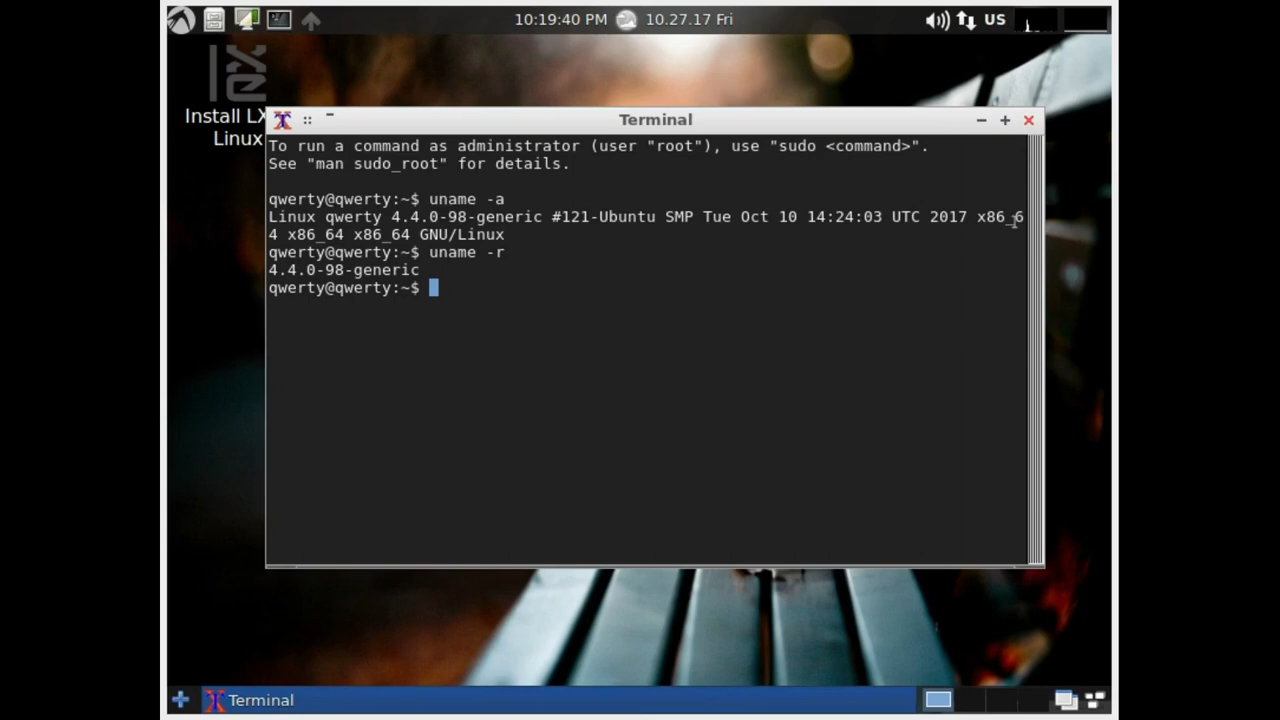 10:19:40 PM 10.27.17 Fri
US
Install LX
Linux
Terminal
To run a command as administrator (user "root"), use "sudo <command>".
See "man sudo_root" for details.
qwerty@qwerty:~$ uname -a
Linux qwerty 4.4.0-98-generic #121-Ubuntu SMP Tue Oct 10 14:24:03 UTC 2017 x86_6
4 x86_64 x86_64 GNU/Linux
qwerty@qwerty:~$ uname -r
4.4.0-98-generic
qwerty@qwerty:~$
Terminal